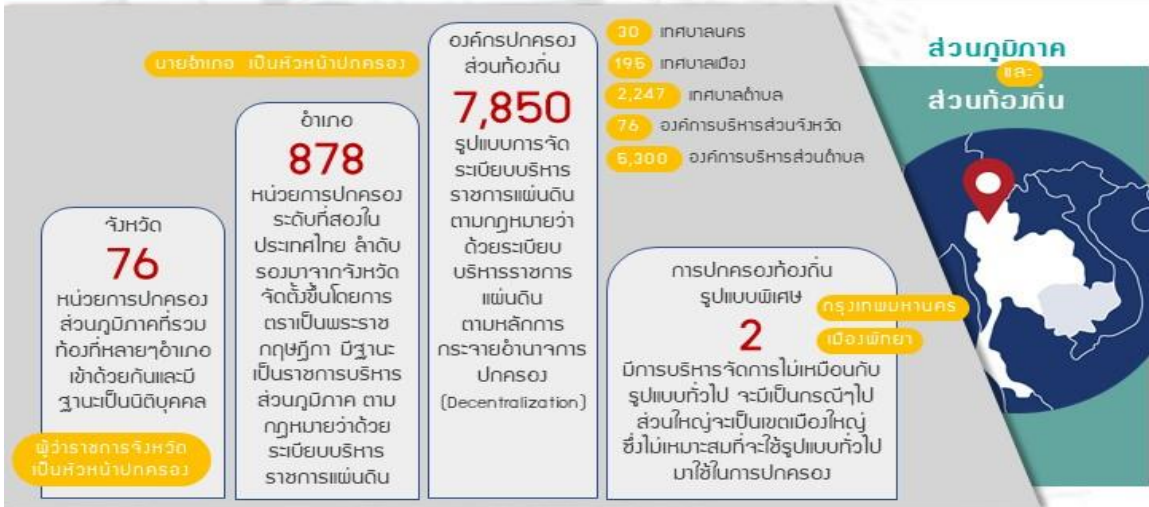 ส่วนภูมิภาค
และ
ส่วนท้องถิ่น
จังหวัด
76
หน่วยการปกครอง
ส่วนภูมิภาคที่รวม
ท้องที่หลายๆอำเภอ
เข้าด้วยกันและมี
ฐานะเป็นนิติบุคคล
ผู้ว่าราชการจังหวัด
เป็นหัวหน้าปกครอง
นายอำเภอ เป็นหัวหน้าปกครอง
อำเภอ
878
หน่วยการปกครอง
ระดับที่สองใน
ประเทศไทย ลำดับ
รองมาจากจังหวัด
จัดตั้งขึ้นโดยการ
ตราเป็นพระราช
กฤษฎีกา มีฐานะ
เป็นราชการบริหาร
ส่วนภูมิภาค ตาม
กฎหมายว่าด้วย
ระเบียบบริหาร
ราชการแผ่นดิน
องค์กรปกครอง
ส่วนท้องถิ่น
7,850
รูปแบบการจัด
ระเบียบบริหาร
ราชการแผ่นดิน
ตามกฎหมายว่า
ด้วยระเบียบ
บริหารราชการ
แผ่นดิน
ตามหลักการ
กระจายอำนาจการ
ปกครอง
(Decentralization)
30 เทศบาลนคร
195 เทศบาลเมือง
2,247 เทศบาลตำบล
76 องค์การบริหารส่วนจังหวัด
5,300 องค์การบริหารส่วนตำบล
การปกครองท้องถิ่น
รูปแบบพิเศษ
2
กรุงเทพมหานคร
เมืองพัทยา
มีการบริหารจัดการไม่เหมือนกับ
รูปแบบทั่วไป จะมีเป็นกรณีๆไป
ส่วนใหญ่จะเป็นเขตเมืองใหญ่
ซึ่งไม่เหมาะสมที่จะใช้รูปแบบทั่วไป
มาใช้ในการปกครอง